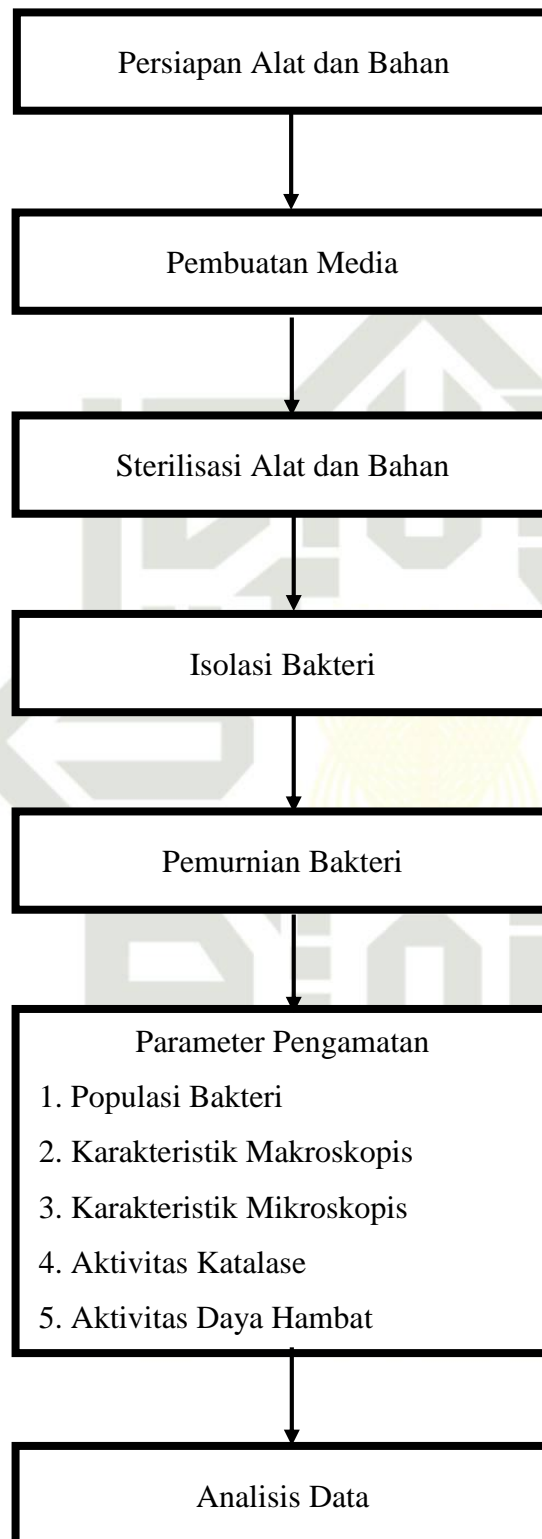 Persiapan Alat dan Bahan
Pembuatan Media
Sterilisasi Alat dan Bahan
Isolasi Bakteri
Pemurnian Bakteri
Parameter Pengamatan
1. Populasi Bakteri
2. Karakteristik Makroskopis
3. Karakteristik Mikroskopis
4. Aktivitas Katalase
5. Aktivitas Daya Hambat
Analisis Data